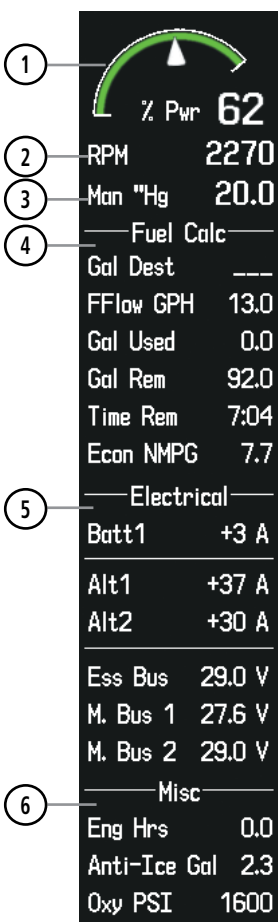 1
% Pwr 62
2 RPM 2270
3 Man "Hg 20.0
4 Fuel Calc
Gal Dest ___
FFlow GPH 13.0
Gal Used 0.0
Gal Rem 92.0
Time Rem 7:04
Econ NMPG 7.7
5 Electrical
Batt1 +3 A
Alt1 +37 A
Alt2 +30 A
Ess Bus 29.0 V
M. Bus 1 27.6 V
M. Bus 2 29.0 V
6 Misc
Eng Hrs 0.0
Anti-Ice Gal 2.3
Oxy PSI 1600